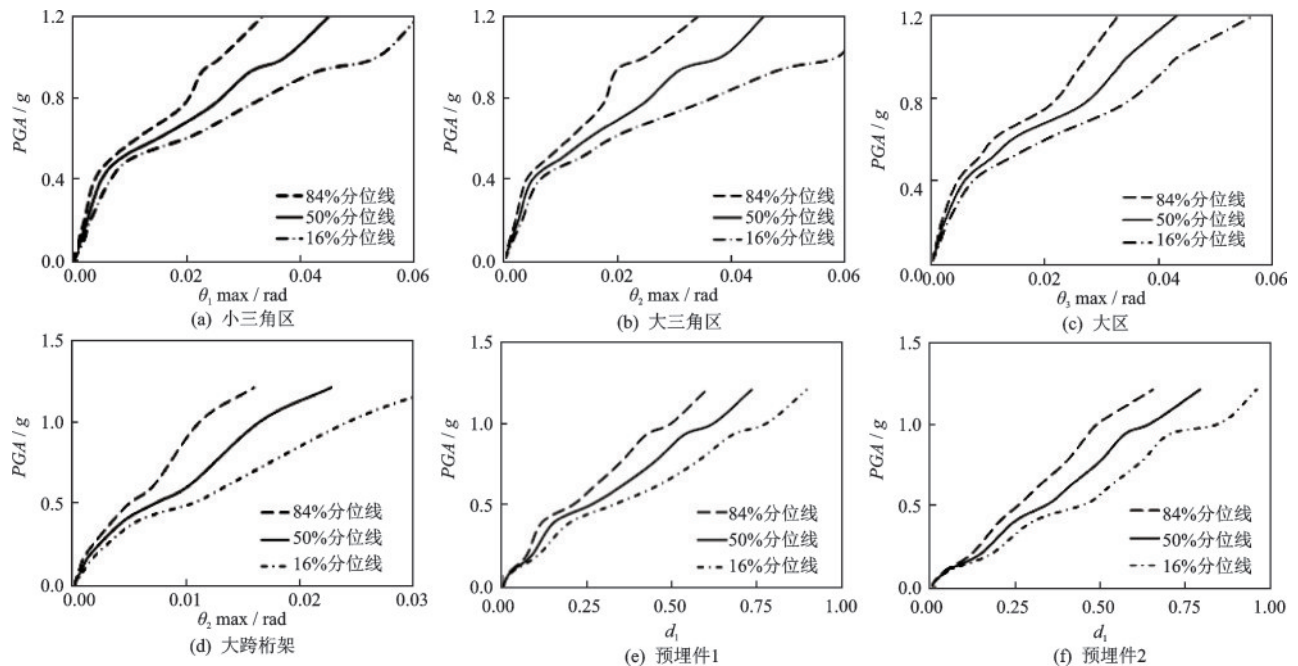 1.2
0.8
0.4
0.0
PGA / g
84%分位线
50%分位线
16%分位线
0.00 0.02 0.04 0.06
θ₁ max / rad
(a) 小三角区
1.2
0.8
0.4
0.0
PGA / g
84%分位线
50%分位线
16%分位线
0.00 0.02 0.04 0.06
θ₂ max / rad
(b) 大三角区
1.2
0.8
0.4
0.0
PGA / g
84%分位线
50%分位线
16%分位线
0.00 0.02 0.04 0.06
θ₃ max / rad
(c) 大区
1.5
1.0
0.5
0.0
PGA / g
84%分位线
50%分位线
16%分位线
0.00 0.01 0.02 0.03
θ₂ max / rad
(d) 大跨桁架
1.5
1.0
0.5
0.0
PGA / g
84%分位线
50%分位线
16%分位线
0.00 0.25 0.50 0.75 1.00
d₁
(e) 预埋件1
1.5
1.0
0.5
0.0
PGA / g
84%分位线
50%分位线
16%分位线
0.00 0.25 0.50 0.75 1.00
d₁
(f) 预埋件2